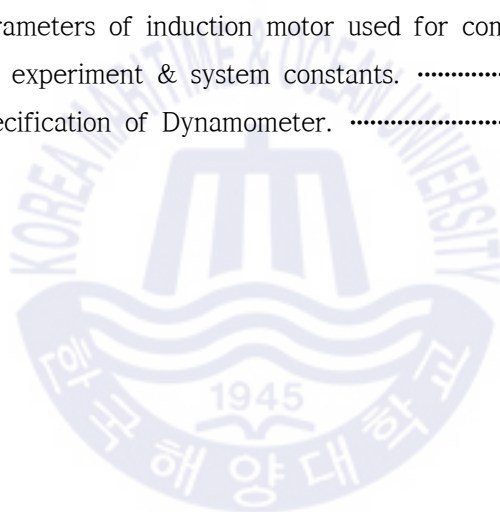 rameters of induction motor used for con
experiment & system constants. ············
ecification of Dynamometer. ······················
KOREA MARITIME & OCEAN UNIVERSITY
1945
한국해양대학교